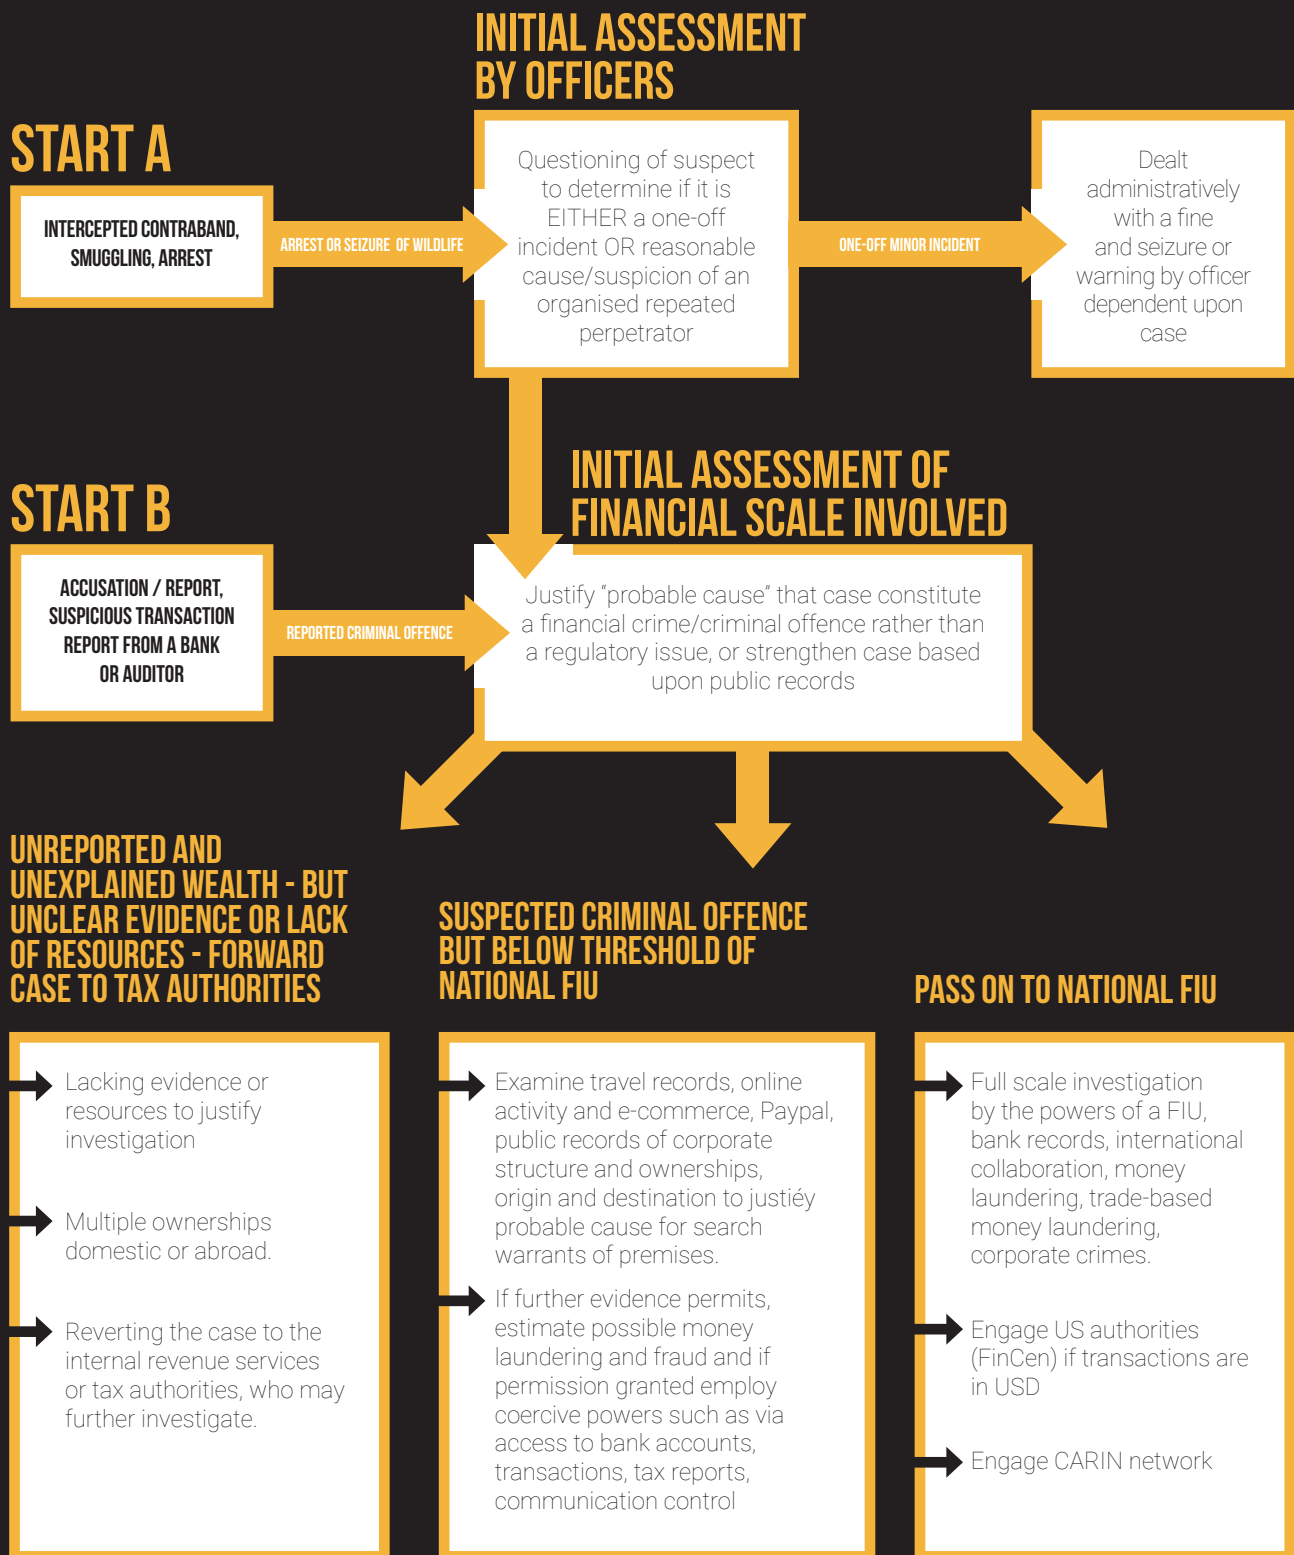 INITIAL ASSESSMENT
BY OFFICERS
START A
INTERCEPTED CONTRABAND,
SMUGGLING, ARREST
ARREST OR SEIZURE OF WILDLIFE
Questioning of suspect
to determine if it is
EITHER a one-off
incident OR reasonable
cause/suspicion of an
organised repeated
perpetrator
ONE-OFF MINOR INCIDENT
Dealt
administratively
with a fine
and seizure or
warning by officer
dependent upon
case
START B
ACCUSATION / REPORT,
SUSPICIOUS TRANSACTION
REPORT FROM A BANK
OR AUDITOR
REPORTED CRIMINAL OFFENCE
INITIAL ASSESSMENT OF
FINANCIAL SCALE INVOLVED
Justify “probable cause” that case constitute
a financial crime/criminal offence rather than
a regulatory issue, or strengthen case based
upon public records
UNREPORTED AND
UNEXPLAINED WEALTH - BUT
UNCLEAR EVIDENCE OR LACK
OF RESOURCES - FORWARD
CASE TO TAX AUTHORITIES
Lacking evidence or
resources to justify
investigation
Multiple ownerships
domestic or abroad.
Reverting the case to the
internal revenue services
or tax authorities, who may
further investigate.
SUSPECTED CRIMINAL OFFENCE
BUT BELOW THRESHOLD OF
NATIONAL FIU
Examine travel records, online
activity and e-commerce, Paypal,
public records of corporate
structure and ownerships,
origin and destination to justiéy
probable cause for search
warrants of premises.
If further evidence permits,
estimate possible money
laundering and fraud and if
permission granted employ
coercive powers such as via
access to bank accounts,
transactions, tax reports,
communication control
PASS ON TO NATIONAL FIU
Full scale investigation
by the powers of a FIU,
bank records, international
collaboration, money
laundering, trade-based
money laundering,
corporate crimes.
Engage US authorities
(FinCen) if transactions are
in USD
Engage CARIN network